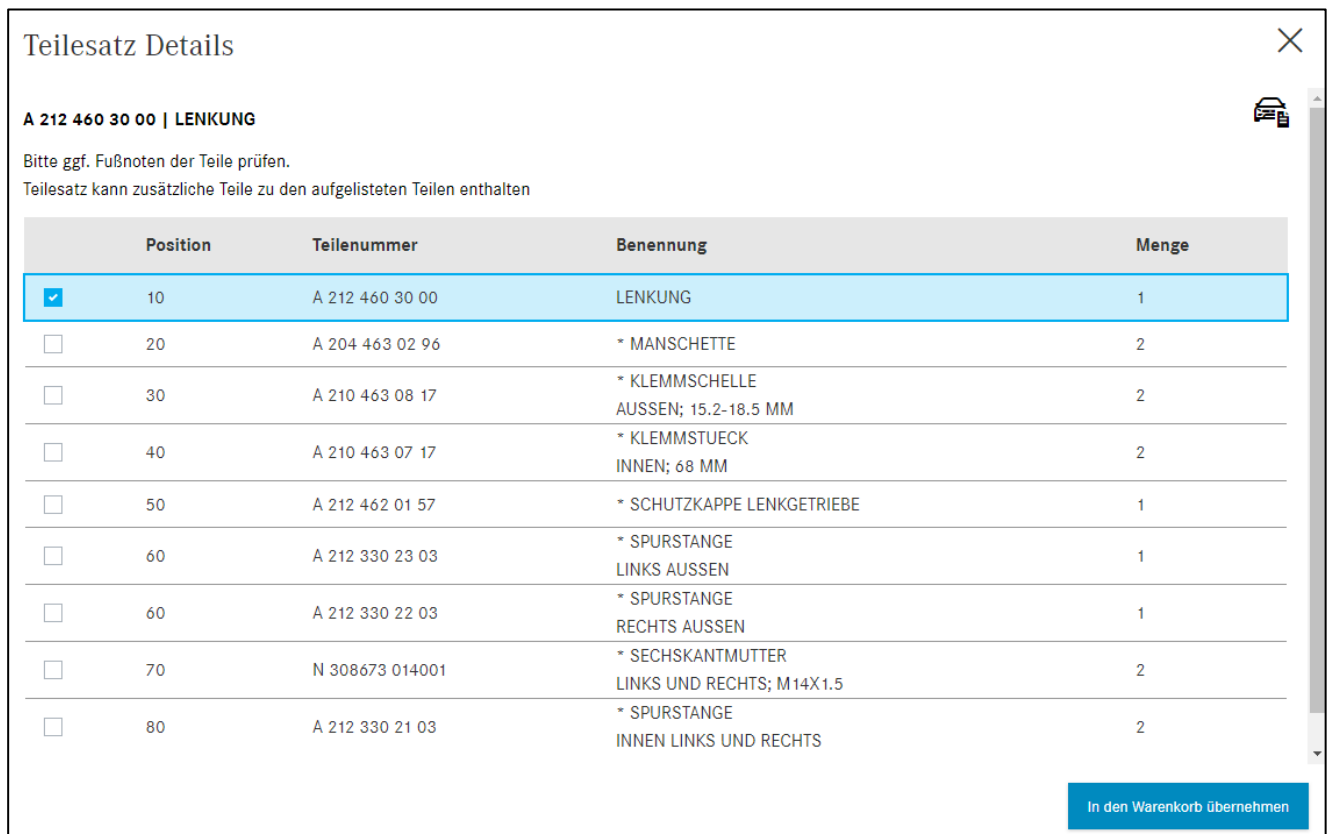 Teilesatz Details
A 212 460 30 00 | LENKUNG
Bitte ggf. Fußnoten der Teile prüfen.
Teilesatz kann zusätzliche Teile zu den aufgelisteten Teilen enthalten
Position Teilenummer Benennung Menge
10 A 212 460 30 00 LENKUNG 1
20 A 204 463 02 96 * MANSCHETTE 2
30 A 210 463 08 17 * KLEMMSCHELLE 2
AUSSEN; 15.2-18.5 MM
40 A 210 463 07 17 * KLEMMSTUECK 2
INNEN; 68 MM
50 A 212 462 01 57 * SCHUTZKAPPE LENKGETRIEBE 1
60 A 212 330 23 03 * SPURSTANGE 1
LINKS AUSSEN
60 A 212 330 22 03 * SPURSTANGE 1
RECHTS AUSSEN
70 N 308673 014001 * SECHSKANTMUTTER 2
LINKS UND RECHTS; M14X1.5
80 A 212 330 21 03 * SPURSTANGE 2
INNEN LINKS UND RECHTS
In den Warenkorb übernehmen